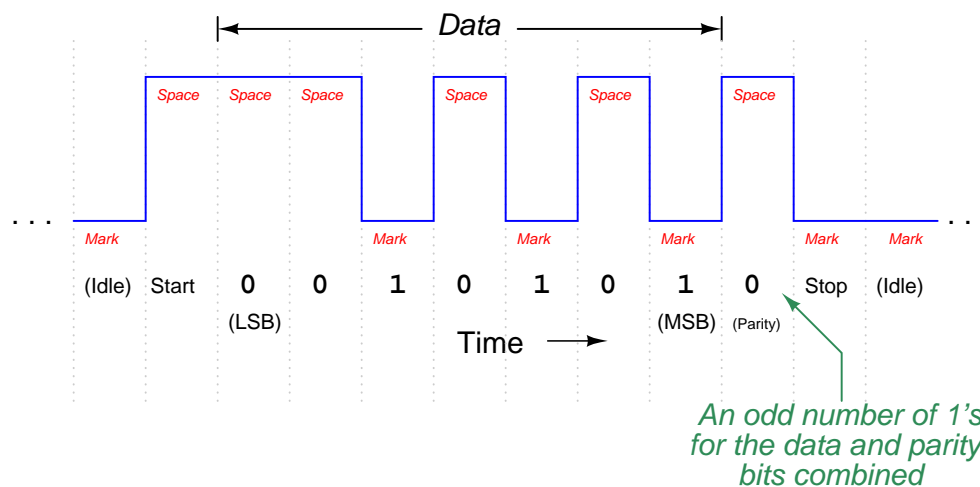 Data
Space Space Space Space Space Space
. . . . .
Mark Mark Mark Mark Mark Mark
(Idle) Start 0 0 1 0 1 0 1 0 Stop (Idle)
(LSB) (MSB) (Parity)
Time
An odd number of 1's
for the data and parity
bits combined